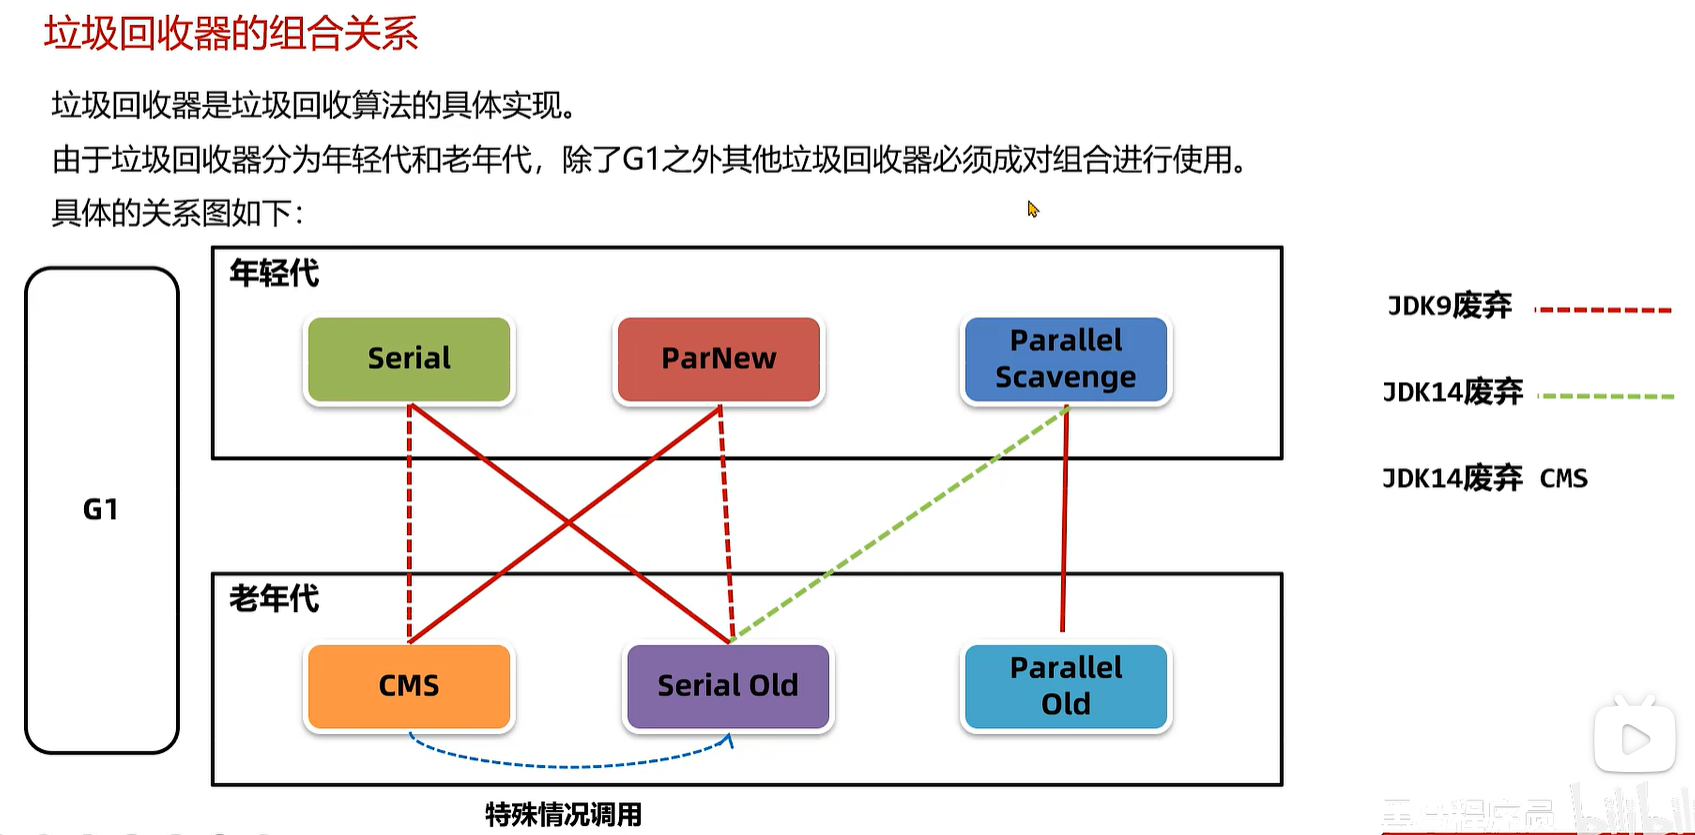 垃圾回收器的组合关系
垃圾回收器是垃圾回收算法的具体实现。
由于垃圾回收器分为年轻代和老年代，除了G1之外其他垃圾回收器必须成对组合进行使用。
具体的关系图如下：
G1
年轻代
Serial
ParNew
Parallel
Scavenge
JDK9废弃
JDK14废弃
JDK14废弃 CMS
老年代
CMS
Serial Old
Parallel
Old
特殊情况调用